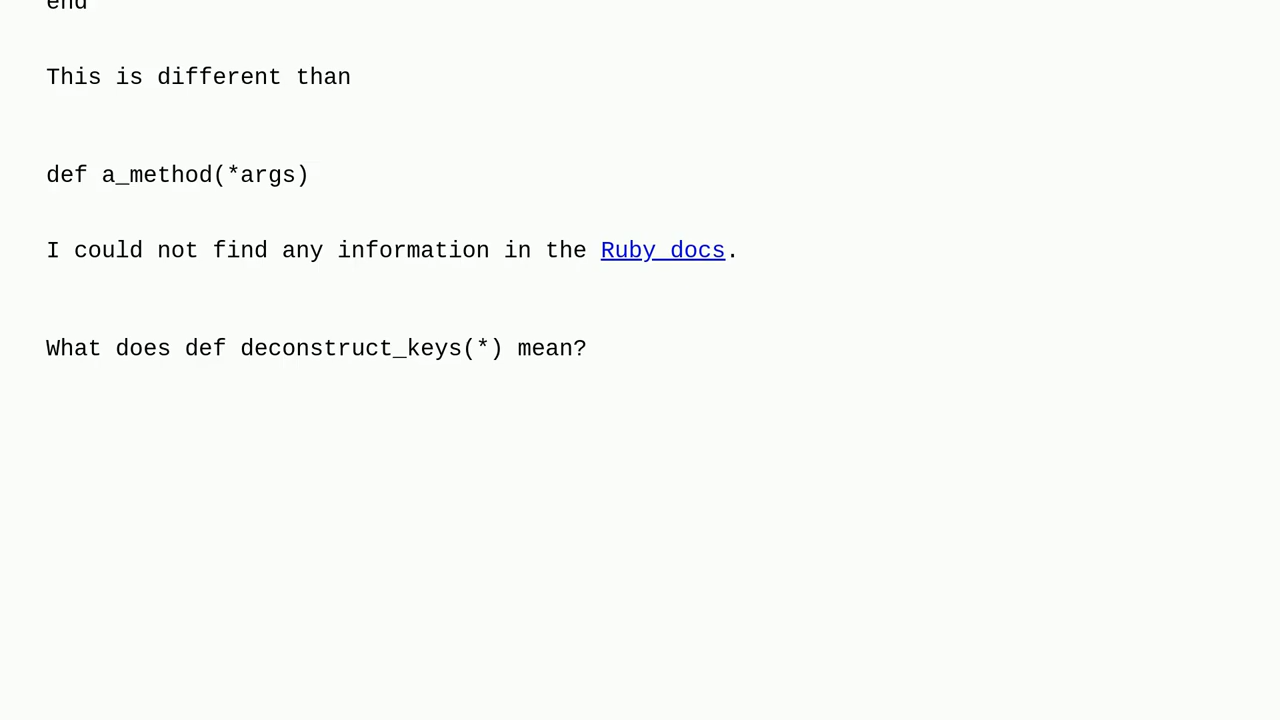 end
This is different than
def a_method(*args)
I could not find any information in the Ruby docs.
What does def deconstruct_keys(*) mean?